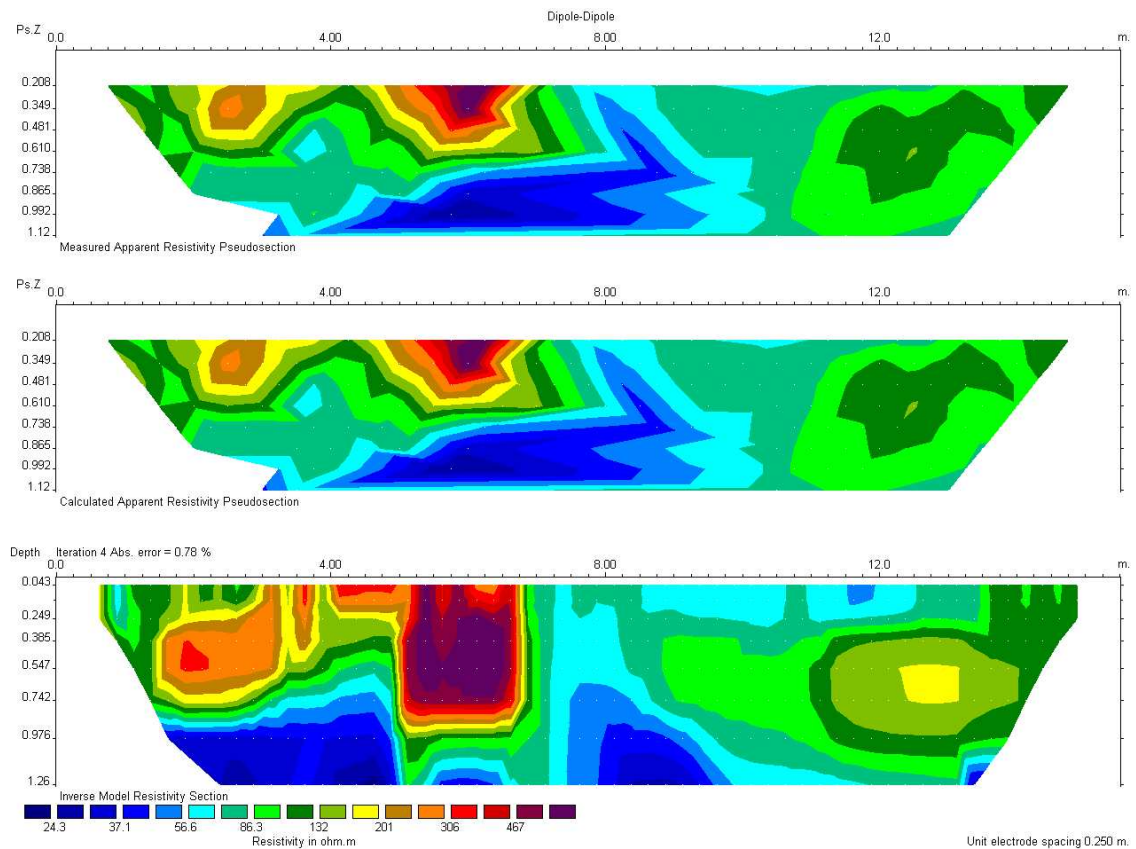 Dipole-Dipole
Ps.Z 0.0 4.00 8.00 12.0 m.
0.208
0.349
0.481
0.610
0.738
0.865
0.992
1.12
Measured Apparent Resistivity Pseudosection
Ps.Z 0.0 4.00 8.00 12.0 m.
0.208
0.349
0.481
0.610
0.738
0.865
0.992
1.12
Calculated Apparent Resistivity Pseudosection
Depth Iteration 4 Abs. error = 0.78 %
0.0 4.00 8.00 12.0 m.
0.043
0.249
0.385
0.547
0.742
0.976
1.26
Inverse Model Resistivity Section
24.3 37.1 56.6 86.3 132 201 306 467
Resistivity in ohm.m Unit electrode spacing 0.250 m.